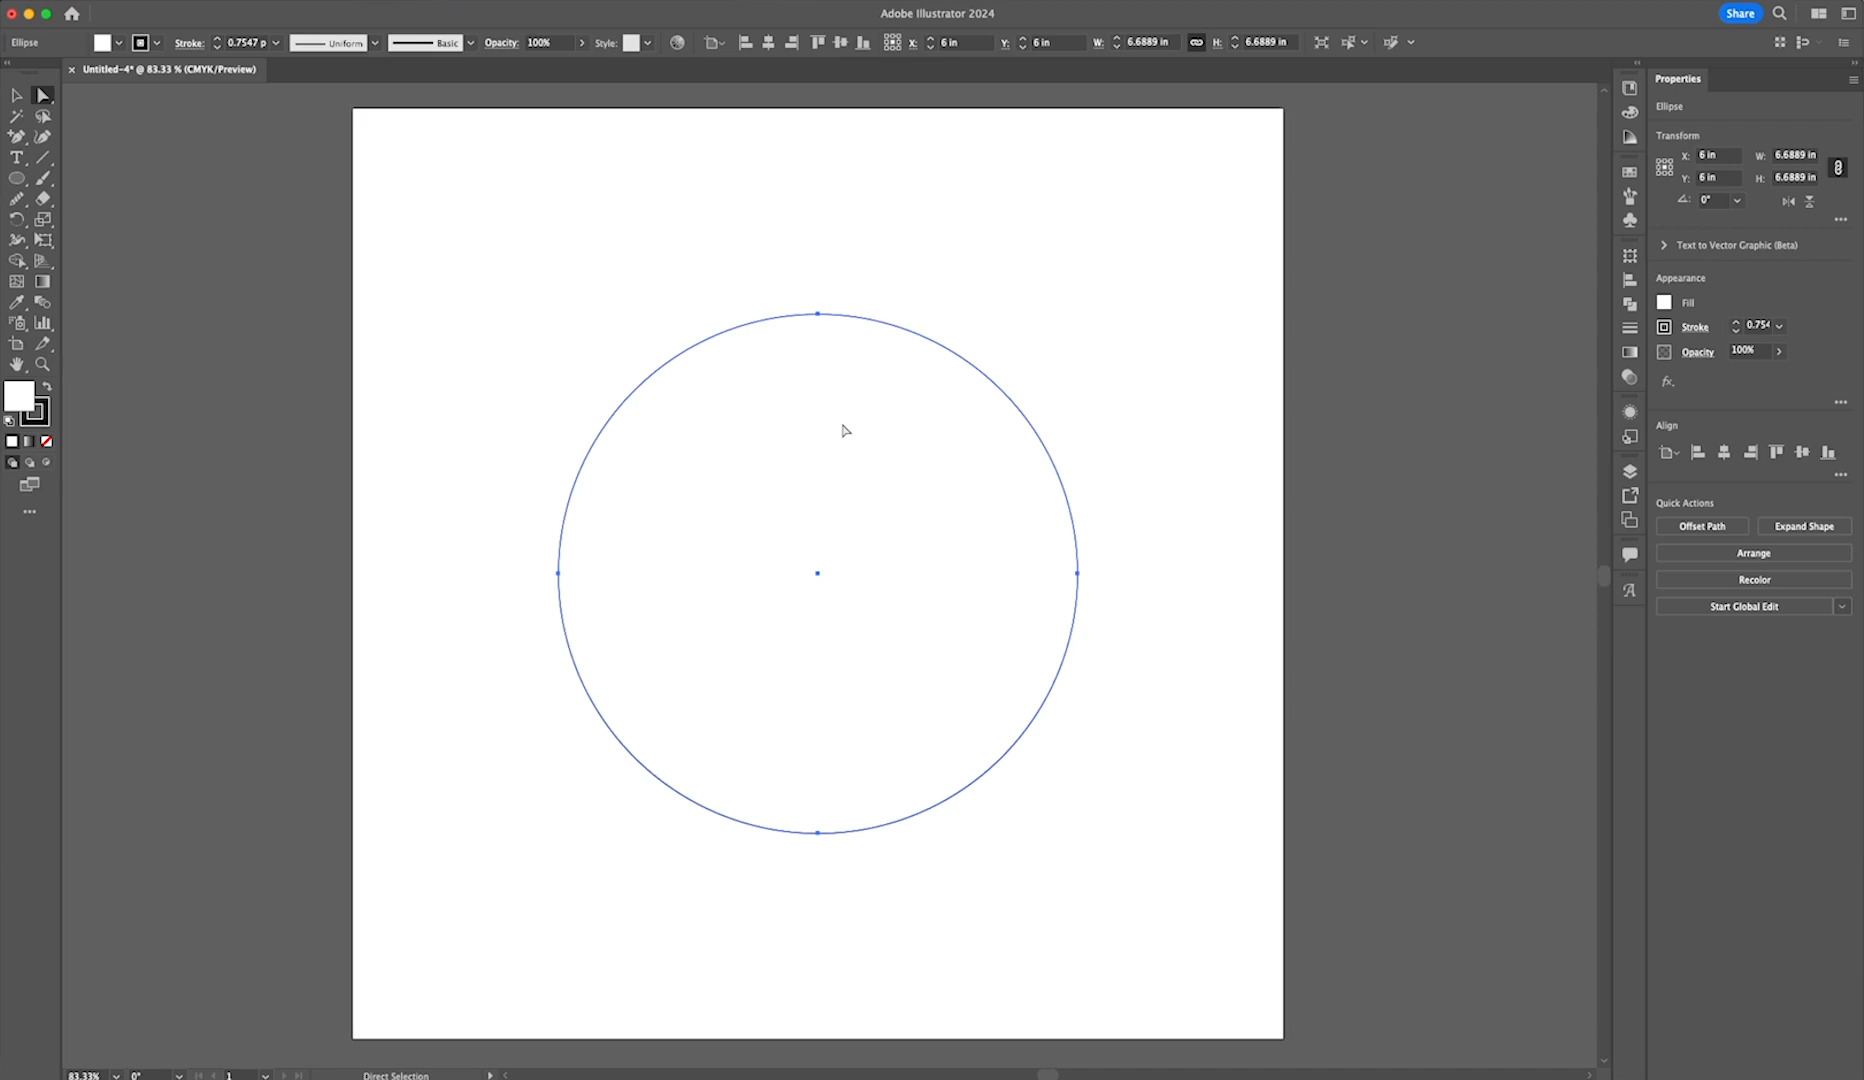 Adobe Illustrator 2024
Share
Ellipse
Stroke: 0.7547 p Uniform Basic Opacity: 100% Style: X: 6 in Y: 6 in W: 6.6889 in H: 6.6889 in
× Untitled-4* @ 83.33 % (CMYK/Preview)
Properties
Ellipse
Transform
X: 6 in W: 6.6889 in
Y: 6 in H: 6.6889 in
0°
Text to Vector Graphic (Beta)
Appearance
Fill
Stroke 0.754
Opacity 100%
fx.
Align
Quick Actions
Offset Path Expand Shape
Arrange
Recolor
Start Global Edit
83.33% 0° 1 Direct Selection